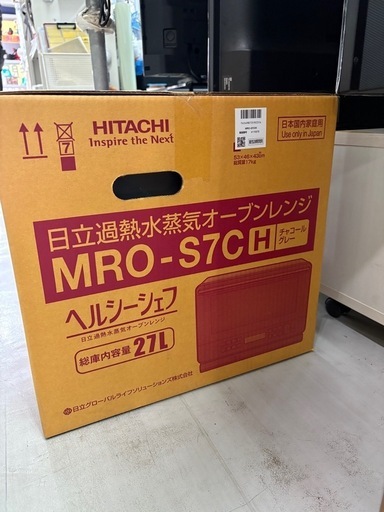 HITACHI
Inspire the Next
7
日本国内家庭用
Use only in Japan
日立過熱水蒸気オーブンレンジ
MRO-S7C H
チャコール
グレー
ヘルシーシェフ
日立過熱水蒸気オーブンレンジ
総庫内容量 27L
日立グローバルライフソリューションズ株式会社